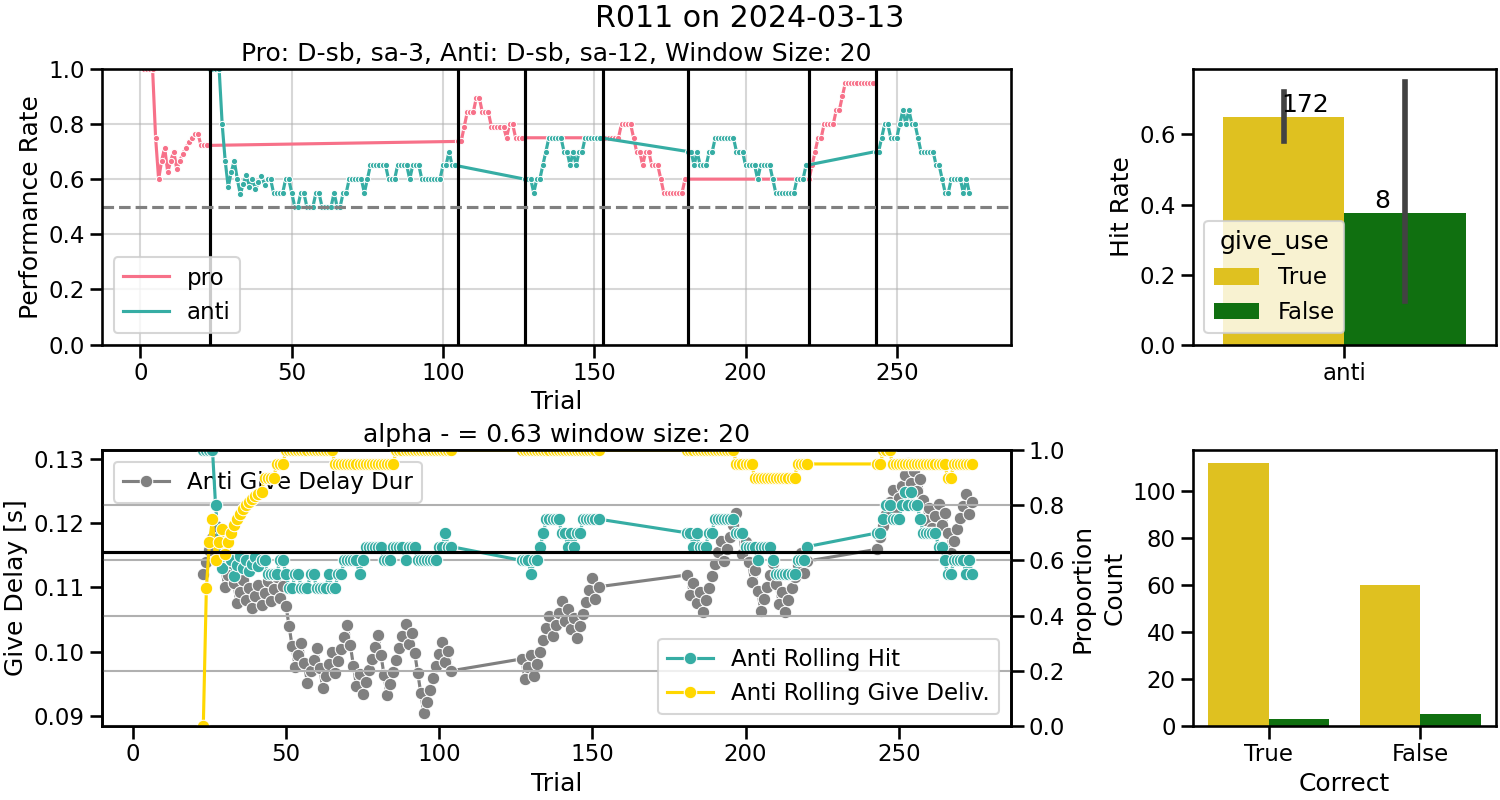 R011 on 2024-03-13
Pro: D-sb, sa-3, Anti: D-sb, sa-12, Window Size: 20
Performance Rate
1.0
0.8
0.6
0.4
0.2
0.0
pro
anti
0 50 100 150 200 250
Trial
Hit Rate
0.6
0.4
0.2
0.0
172
8
give_use
True
False
anti
alpha - = 0.63 window size: 20
Give Delay [s]
0.13
0.12
0.11
0.10
0.09
Anti Give Delay Dur
Anti Rolling Hit
Anti Rolling Give Deliv.
1.0
0.8
0.6
0.4
0.2
0.0
Proportion
0 50 100 150 200 250
Trial
Count
100
80
60
40
20
0
True False
Correct